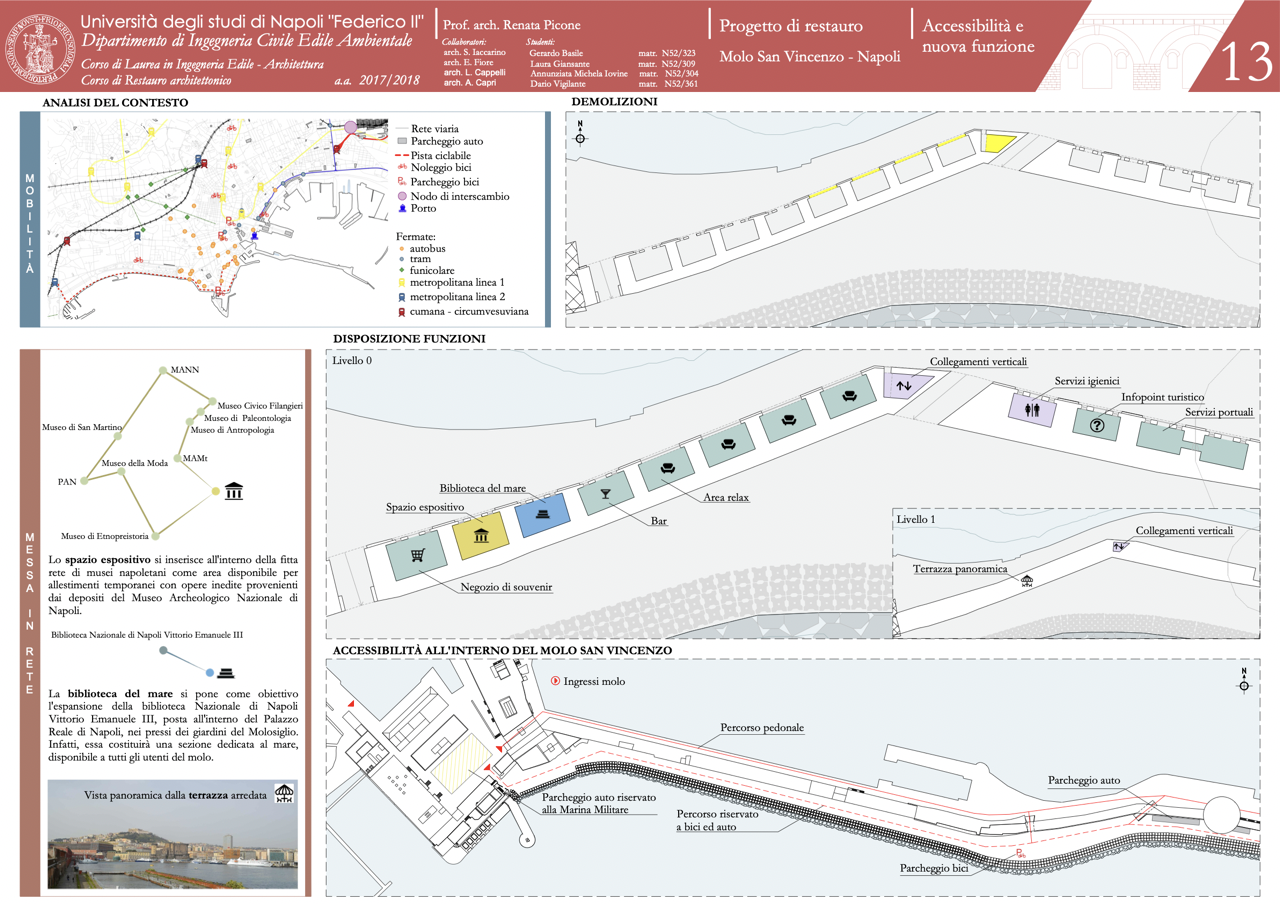 Università degli studi di Napoli "Federico II"
Dipartimento di Ingegneria Civile Edile Ambientale
Corso di Laurea in Ingegneria Edile - Architettura
Corso di Restauro architettonico a.a. 2017/2018
Prof. arch. Renata Picone
Collaboratori:
arch. S. Iaccarino
arch. E. Fiore
arch. L. Cappelli
arch. A. Capri
Studenti:
Gerardo Basile matr. N52/323
Laura Giansante matr. N52/309
Annunziata Michela Iovine matr. N52/304
Dario Vigilante matr. N52/361
Progetto di restauro
Molo San Vincenzo - Napoli
Accessibilità e
nuova funzione
13
ANALISI DEL CONTESTO
MOBILITÀ
Rete viaria
Parcheggio auto
Pista ciclabile
Noleggio bici
Parcheggio bici
Nodo di interscambio
Porto
Fermate:
autobus
tram
funicolare
metropolitana linea 1
metropolitana linea 2
cumana - circumvesuviana
DEMOLIZIONI
N
MESSA IN RETE
MANN
Museo Civico Filangieri
Museo di Paleontologia
Museo di Antropologia
Museo di San Martino
MAMt
Museo della Moda
PAN
Museo di Etnopreistoria
Lo spazio espositivo si inserisce all'interno della fitta
rete di musei napoletani come area disponibile per
allestimenti temporanei con opere inedite provenienti
dai depositi del Museo Archeologico Nazionale di
Napoli.
Biblioteca Nazionale di Napoli Vittorio Emanuele III
La biblioteca del mare si pone come obiettivo
l'espansione della biblioteca Nazionale di Napoli
Vittorio Emanuele III, posta all'interno del Palazzo
Reale di Napoli, nei pressi dei giardini del Molosiglio.
Infatti, essa costituirà una sezione dedicata al mare,
disponibile a tutti gli utenti del molo.
Vista panoramica dalla terrazza arredata
DISPOSIZIONE FUNZIONI
Livello 0
Collegamenti verticali
Servizi igienici
Infopoint turistico
Servizi portuali
Biblioteca del mare
Spazio espositivo
Area relax
Bar
Negozio di souvenir
?
Livello 1
Collegamenti verticali
Terrazza panoramica
ACCESSIBILITÀ ALL'INTERNO DEL MOLO SAN VINCENZO
Ingressi molo
N
Percorso pedonale
Parcheggio auto
Parcheggio auto riservato
alla Marina Militare
Percorso riservato
a bici ed auto
P
Parcheggio bici